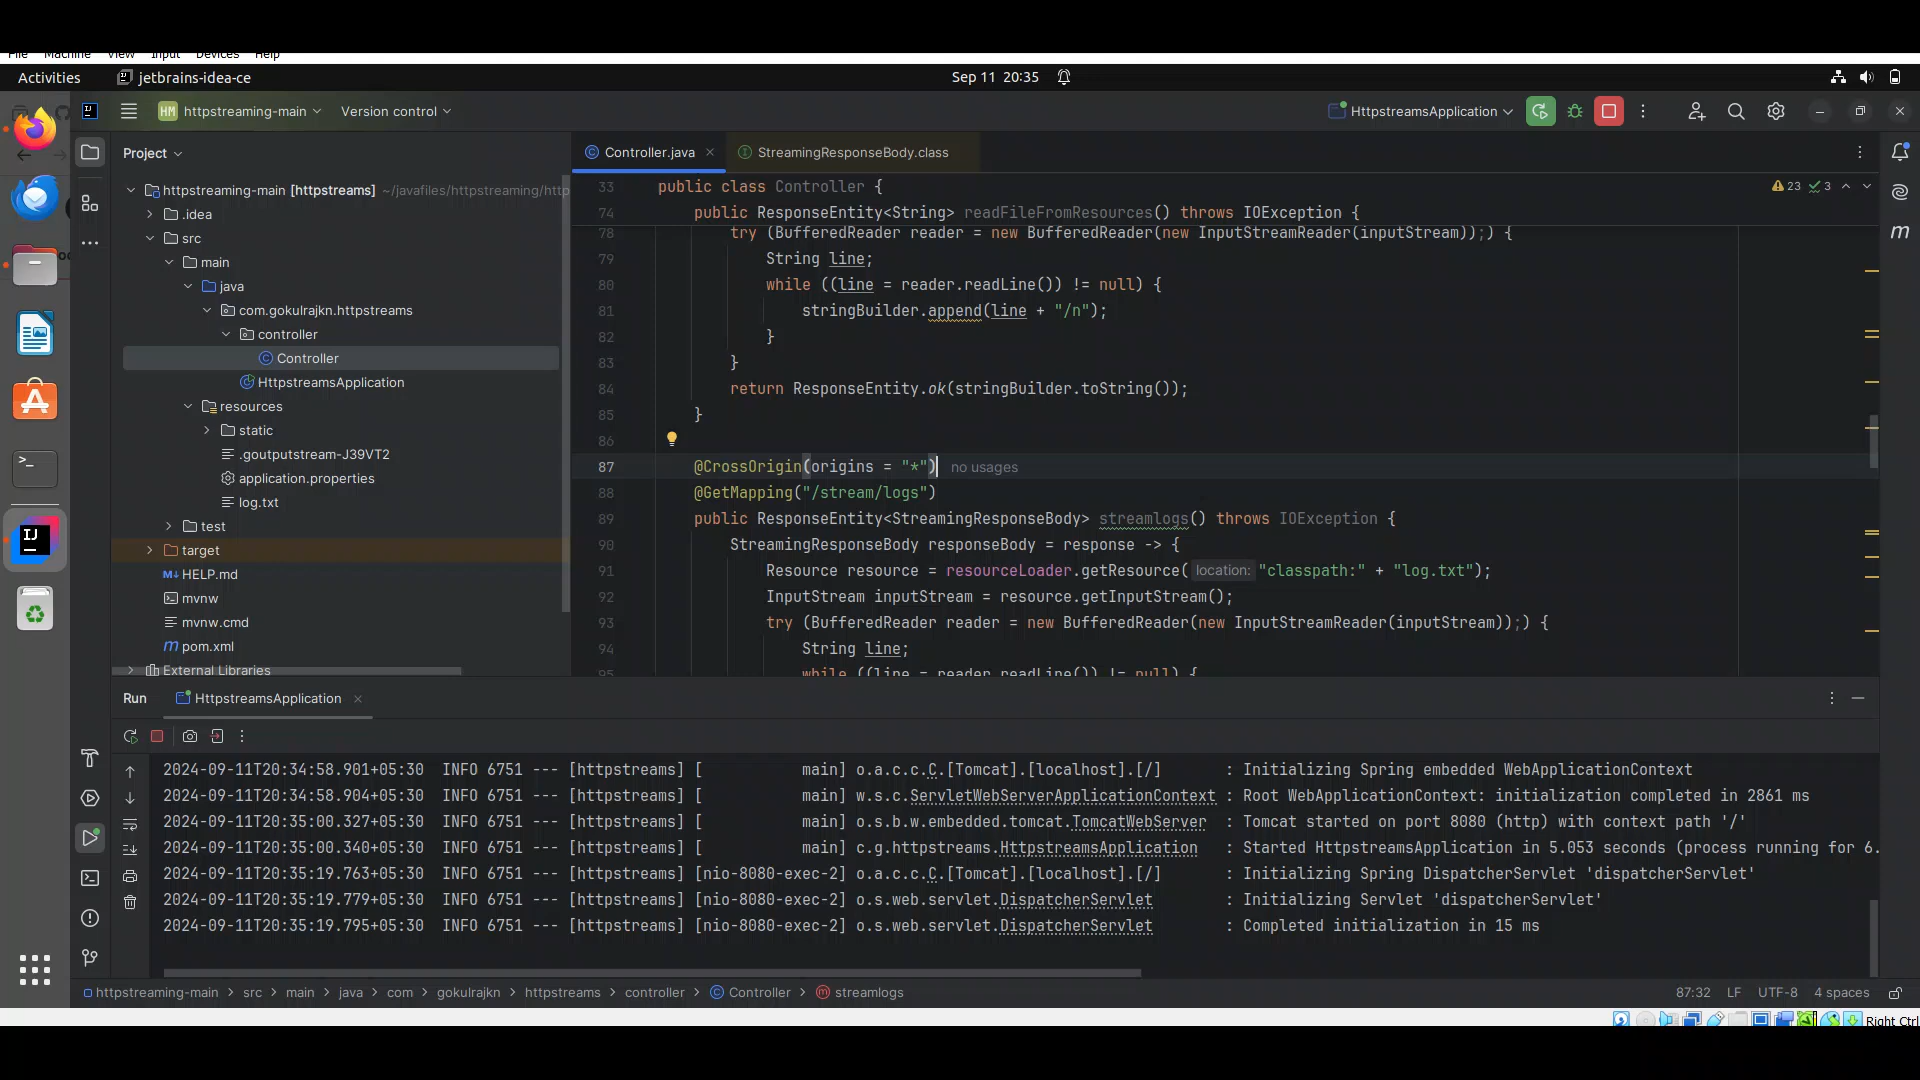 File Machine View Input Devices Help
Activities jetbrains-idea-ce Sep 11 20:35
HM httpstreaming-main Version control HttpstreamsApplication
Project Controller.java StreamingResponseBody.class
httpstreaming-main [httpstreams] ~/javafiles/httpstreaming/http
.idea
src
main
java
com.gokulrajkn.httpstreams
controller
Controller
HttpstreamsApplication
resources
static
.goutputstream-J39VT2
application.properties
log.txt
test
target
HELP.md
mvnw
mvnw.cmd
pom.xml
External Libraries
33 public class Controller { 23 3
74 public ResponseEntity<String> readFileFromResources() throws IOException {
78 try (BufferedReader reader = new BufferedReader(new InputStreamReader(inputStream));) {
79 String line;
80 while ((line = reader.readLine()) != null) {
81 stringBuilder.append(line + "/n");
82 }
83 }
84 return ResponseEntity.ok(stringBuilder.toString());
85 }
86
87 @CrossOrigin(origins = "*") no usages
88 @GetMapping("/stream/logs")
89 public ResponseEntity<StreamingResponseBody> streamlogs() throws IOException {
90 StreamingResponseBody responseBody = response -> {
91 Resource resource = resourceLoader.getResource( location: "classpath:" + "log.txt");
92 InputStream inputStream = resource.getInputStream();
93 try (BufferedReader reader = new BufferedReader(new InputStreamReader(inputStream));) {
94 String line;
95 while ((line = reader.readLine()) != null) {
Run HttpstreamsApplication
2024-09-11T20:34:58.901+05:30 INFO 6751 --- [httpstreams] [ main] o.a.c.c.C.[Tomcat].[localhost].[/] : Initializing Spring embedded WebApplicationContext
2024-09-11T20:34:58.904+05:30 INFO 6751 --- [httpstreams] [ main] w.s.c.ServletWebServerApplicationContext : Root WebApplicationContext: initialization completed in 2861 ms
2024-09-11T20:35:00.327+05:30 INFO 6751 --- [httpstreams] [ main] o.s.b.w.embedded.tomcat.TomcatWebServer : Tomcat started on port 8080 (http) with context path '/'
2024-09-11T20:35:00.340+05:30 INFO 6751 --- [httpstreams] [ main] c.g.httpstreams.HttpstreamsApplication : Started HttpstreamsApplication in 5.053 seconds (process running for 6.
2024-09-11T20:35:19.763+05:30 INFO 6751 --- [httpstreams] [nio-8080-exec-2] o.a.c.c.C.[Tomcat].[localhost].[/] : Initializing Spring DispatcherServlet 'dispatcherServlet'
2024-09-11T20:35:19.779+05:30 INFO 6751 --- [httpstreams] [nio-8080-exec-2] o.s.web.servlet.DispatcherServlet : Initializing Servlet 'dispatcherServlet'
2024-09-11T20:35:19.795+05:30 INFO 6751 --- [httpstreams] [nio-8080-exec-2] o.s.web.servlet.DispatcherServlet : Completed initialization in 15 ms
httpstreaming-main > src > main > java > com > gokulrajkn > httpstreams > controller > Controller > streamlogs 87:32 LF UTF-8 4 spaces
Right Ctrl